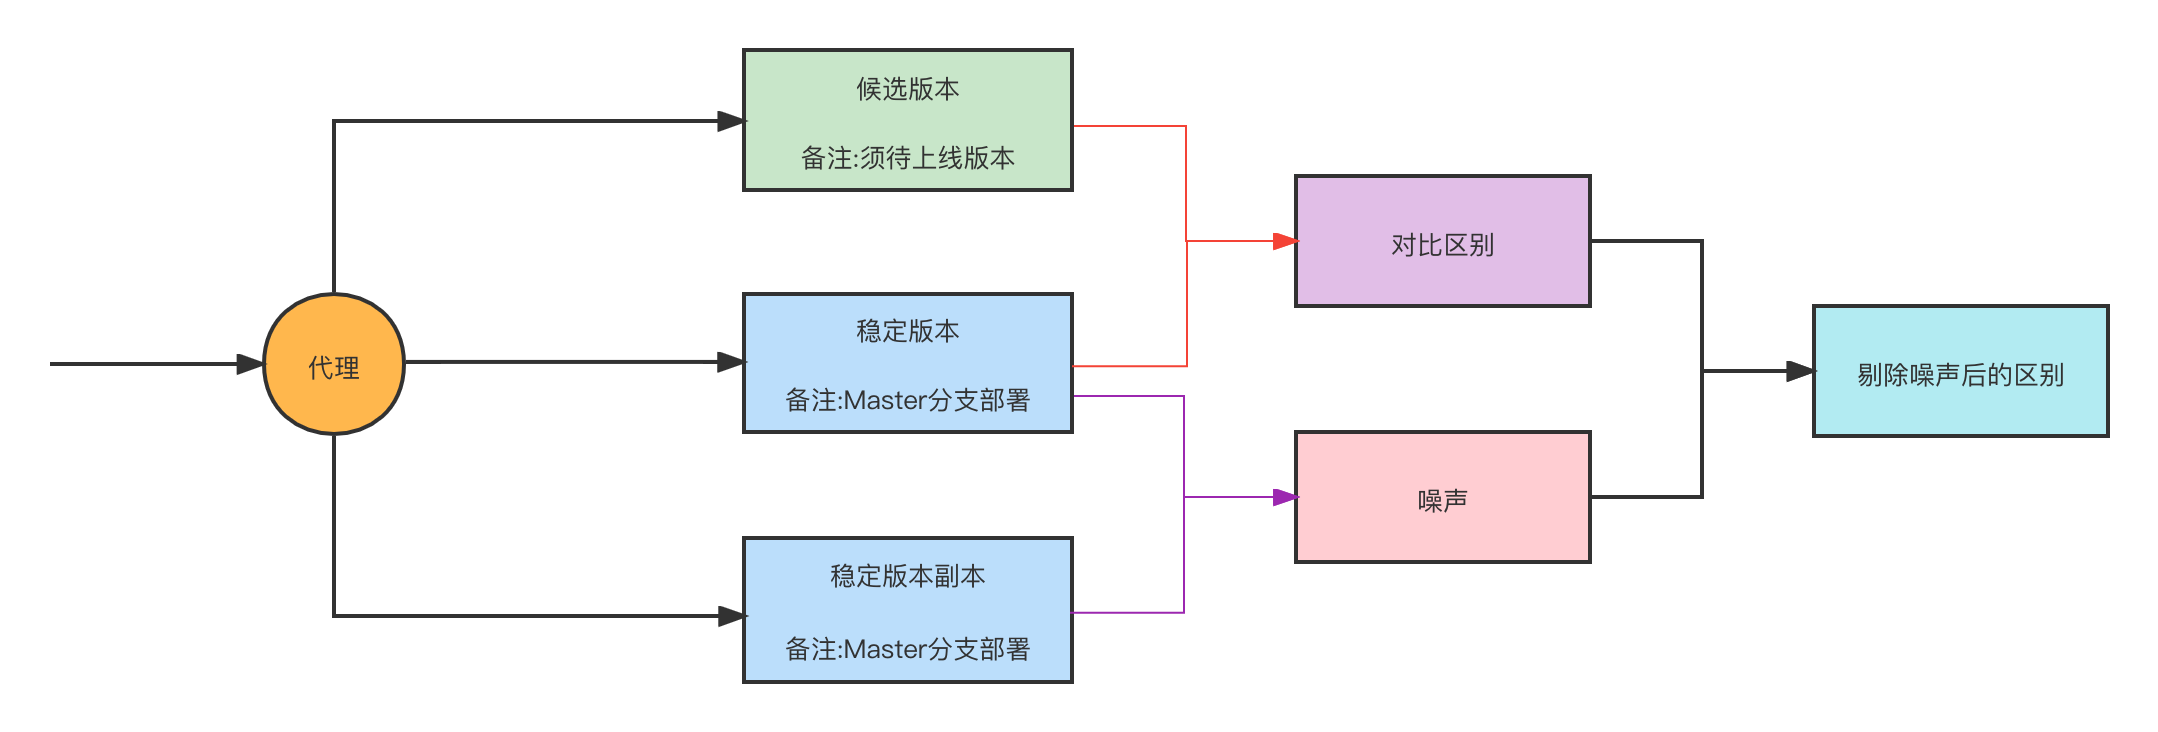 代理
候选版本
备注:须待上线版本
稳定版本
备注:Master分支部署
稳定版本副本
备注:Master分支部署
对比区别
噪声
剔除噪声后的区别